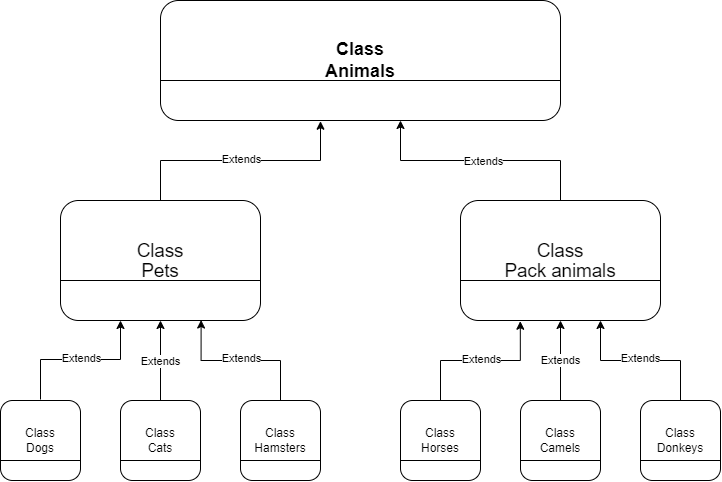 Class
Animals
Extends
Extends
Class
Pets
Class
Pack animals
Extends
Extends
Extends
Extends
Extends
Extends
Class
Dogs
Class
Cats
Class
Hamsters
Class
Horses
Class
Camels
Class
Donkeys